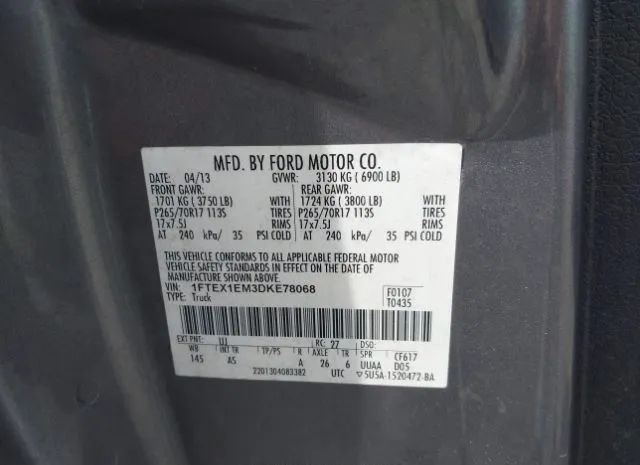 MFD. BY FORD MOTOR CO.
DATE: 04/13 GVWR: 3130 KG ( 6900 LB)
FRONT GAWR: REAR GAWR:
1701 KG ( 3750 LB) WITH 1724 KG ( 3800 LB) WITH
P265/70R17 113S TIRES P265/70R17 113S TIRES
17x7.5J RIMS 17x7.5J RIMS
AT 240 kPa/ 35 PSI COLD AT 240 kPa/ 35 PSI COLD
THIS VEHICLE CONFORMS TO ALL APPLICABLE FEDERAL MOTOR
VEHICLE SAFETY STANDARDS IN EFFECT ON THE DATE OF
MANUFACTURE SHOWN ABOVE.
VIN: 1FTEX1EM3DKE78068 F0107
TYPE: Truck T0435
EXT PNT: UJ RC: 27 DSO:
WB INT TR TP/PS R AXLE TR SPR CF617
145 AS A 26 6 UUAA D05
2201304083382 UTC ▽5U5A-1520472-BA